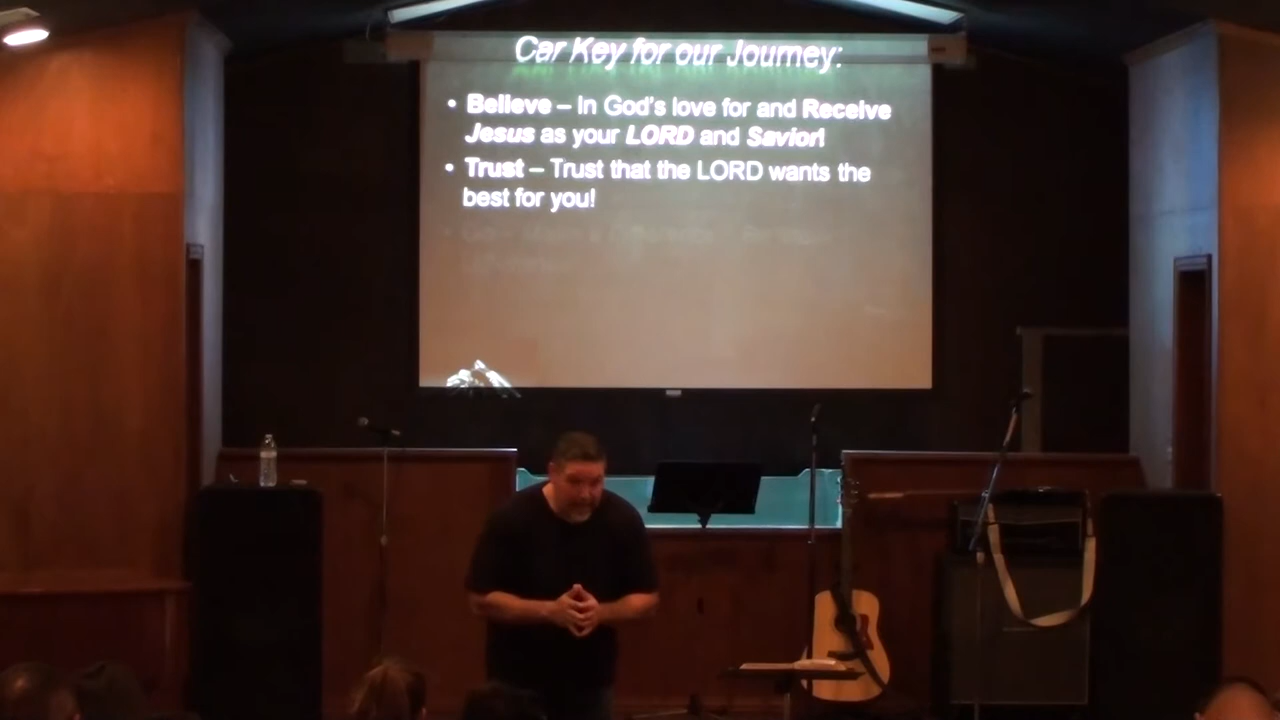 Car Key for our Journey:
• Believe – In God's love for and Receive
Jesus as your LORD and Savior!
• Trust – Trust that the LORD wants the
best for you!